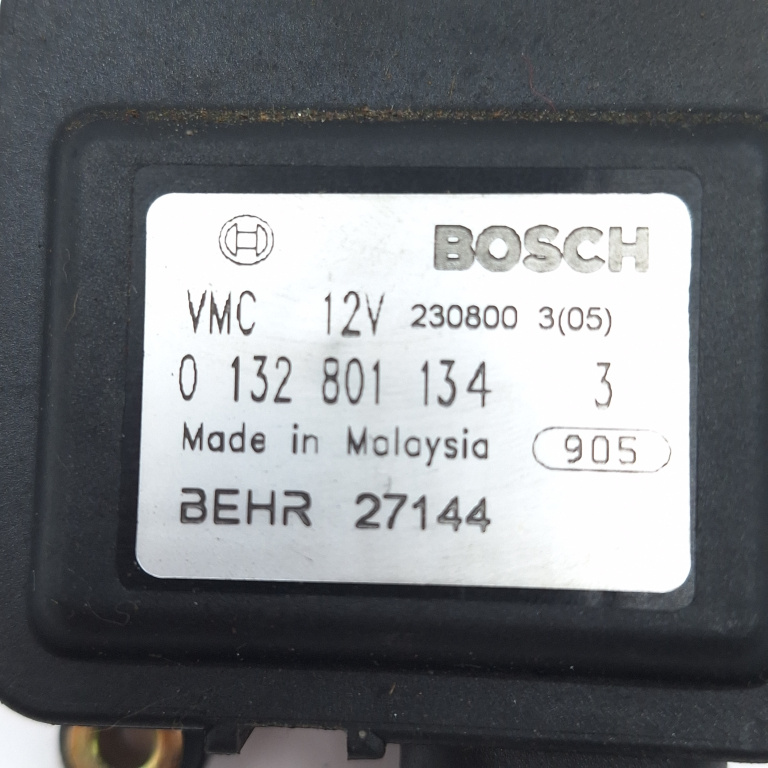 BOSCH
VMC 12V 230800 3(05)
0 132 801 134 3
Made in Malaysia 905
BEHR 27144